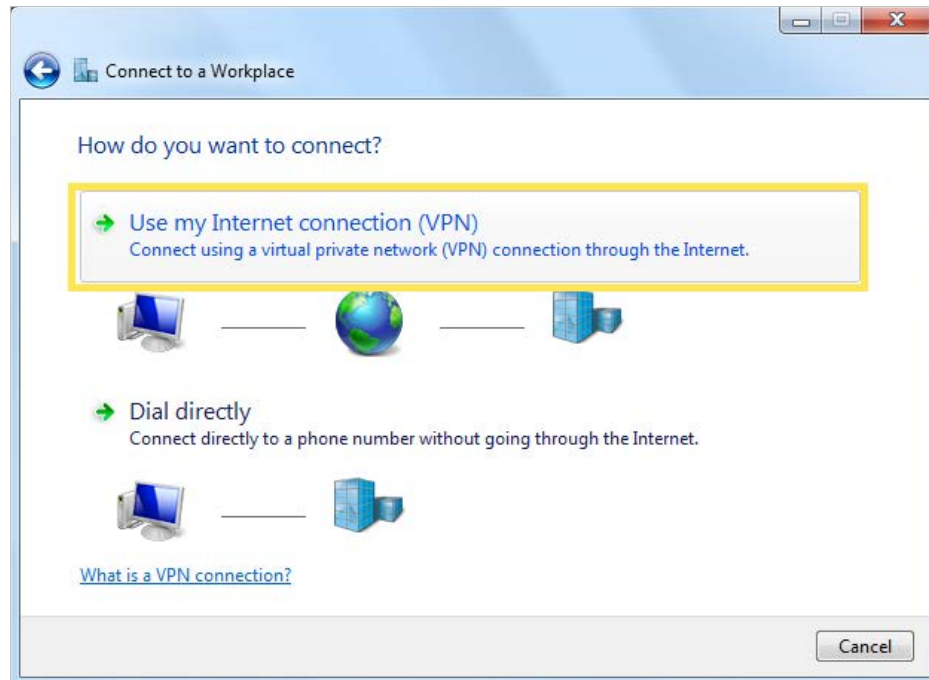 Connect to a Workplace
How do you want to connect?
Use my Internet connection (VPN)
Connect using a virtual private network (VPN) connection through the Internet.
Dial directly
Connect directly to a phone number without going through the Internet.
What is a VPN connection?
Cancel